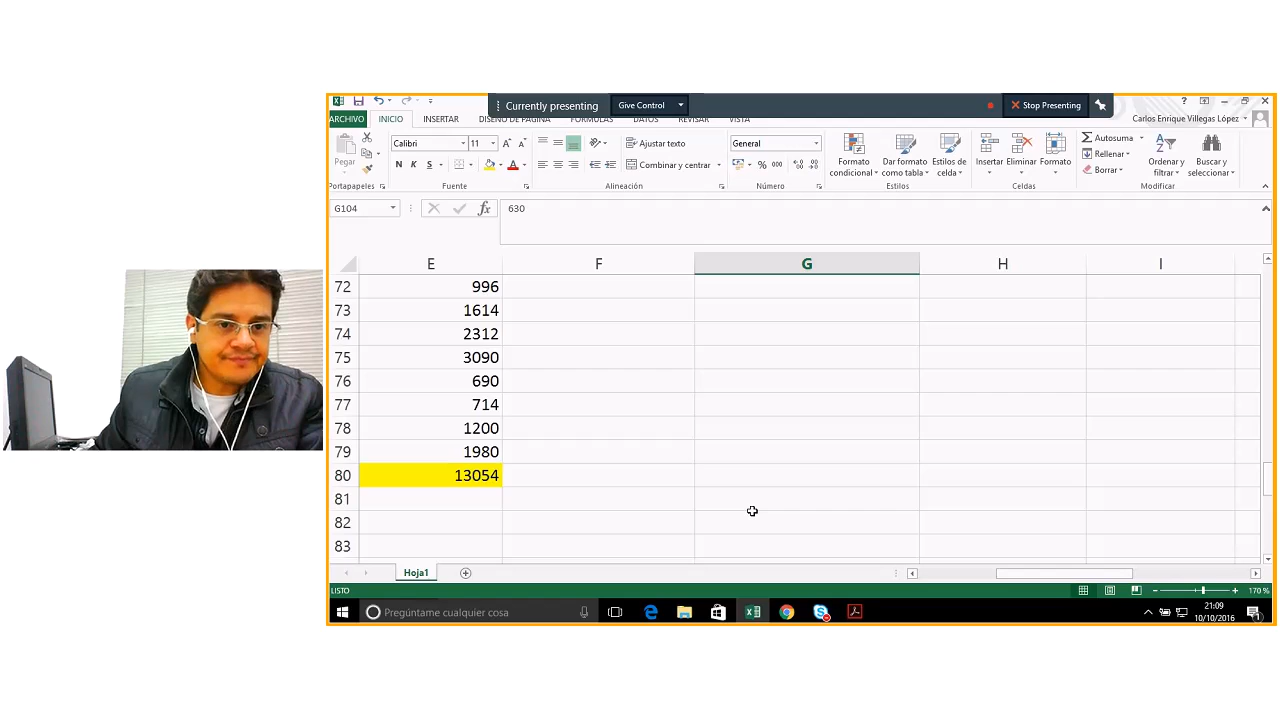 Currently presenting
Give Control
Stop Presenting
ARCHIVO
INICIO
INSERTAR
DISEÑO DE PÁGINA
FÓRMULAS
DATOS
REVISAR
VISTA
Carlos Enrique Villegas López
Pegar
Portapapeles
Calibri
11
N K S
Fuente
Ajustar texto
Combinar y centrar
Alineación
General
% 000
Número
Formato condicional
Dar formato como tabla
Estilos de celda
Estilos
Insertar
Eliminar
Formato
Celdas
Autosuma
Rellenar
Borrar
Ordenar y filtrar
Buscar y seleccionar
Modificar
G104
fx
630
E F G H I
72 996
73 1614
74 2312
75 3090
76 690
77 714
78 1200
79 1980
80 13054
81
82
83
Hoja1
LISTO
170 %
Pregúntame cualquier cosa
21:09
10/10/2016